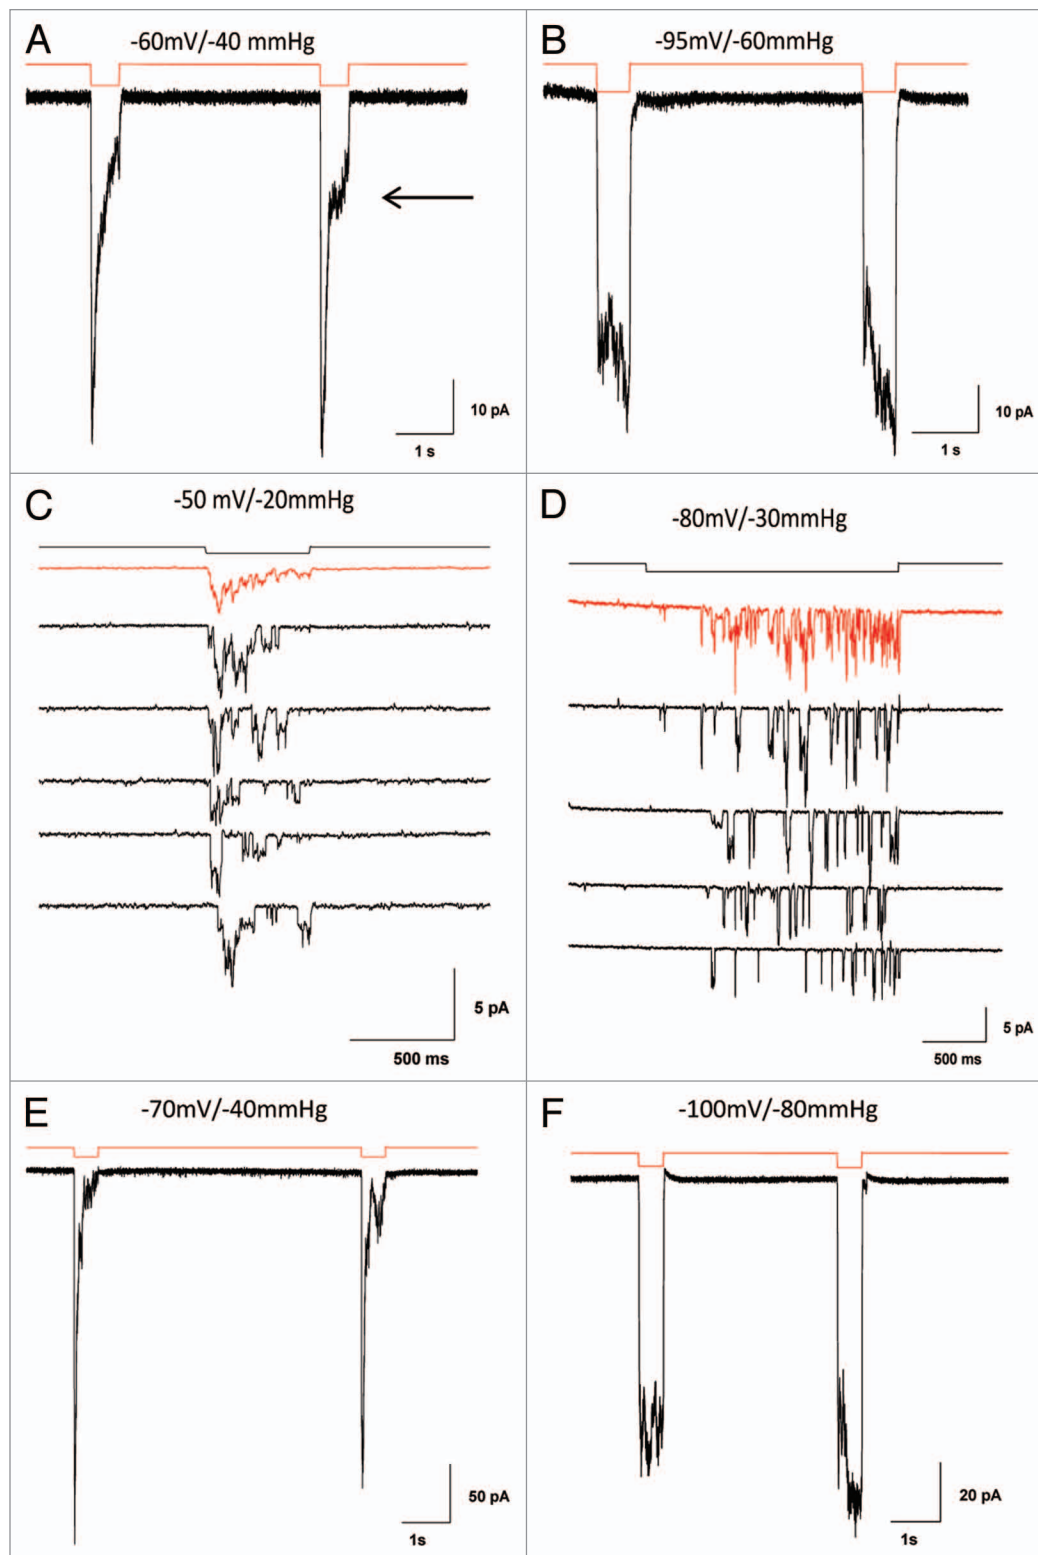 A
-60mV/-40 mmHg
10 pA
1 s
B
-95mV/-60mmHg
10 pA
1 s
C
-50 mV/-20mmHg
5 pA
500 ms
D
-80mV/-30mmHg
5 pA
500 ms
E
-70mV/-40mmHg
50 pA
1s
F
-100mV/-80mmHg
20 pA
1s